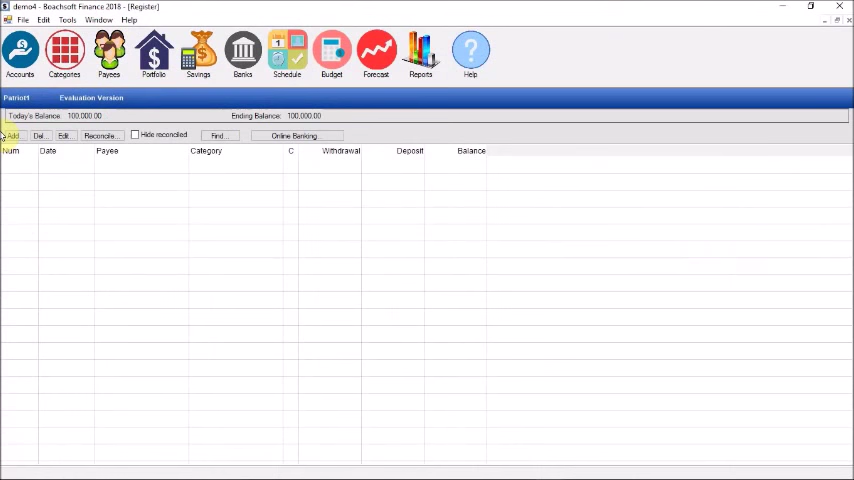 demo4 - Boachsoft Finance 2018 - [Register]
File Edit Tools Window Help
Accounts Categories Payees Portfolio Savings Banks Schedule Budget Forecast Reports Help
Patriot1 Evaluation Version
Today's Balance: 100,000.00 Ending Balance: 100,000.00
Add... Del... Edit... Reconcile... Hide reconciled Find... Online Banking...
Num Date Payee Category C Withdrawal Deposit Balance